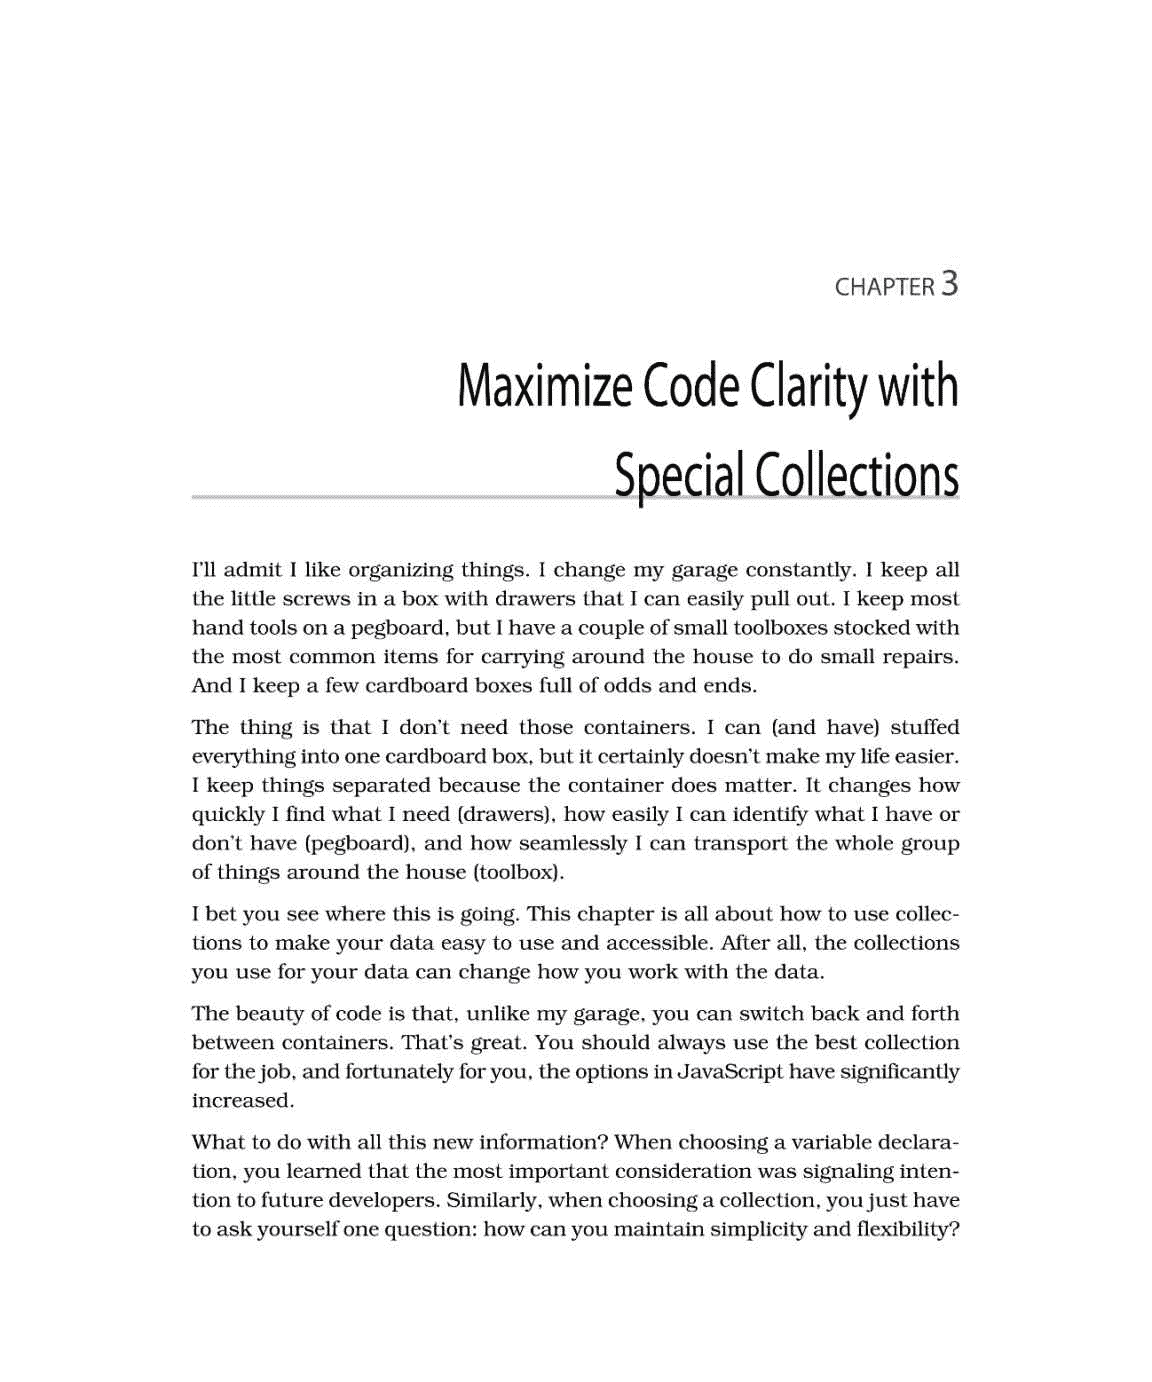 CHAPTER 3
Maximize Code Clarity with
Special Collections
I'll admit I like organizing things. I change my garage constantly. I keep all
the little screws in a box with drawers that I can easily pull out. I keep most
hand tools on a pegboard, but I have a couple of small toolboxes stocked with
the most common items for carrying around the house to do small repairs.
And I keep a few cardboard boxes full of odds and ends.
The thing is that I don't need those containers. I can (and have) stuffed
everything into one cardboard box, but it certainly doesn't make my life easier.
I keep things separated because the container does matter. It changes how
quickly I find what I need (drawers), how easily I can identify what I have or
don't have (pegboard), and how seamlessly I can transport the whole group
of things around the house (toolbox).
I bet you see where this is going. This chapter is all about how to use collec-
tions to make your data easy to use and accessible. After all, the collections
you use for your data can change how you work with the data.
The beauty of code is that, unlike my garage, you can switch back and forth
between containers. That's great. You should always use the best collection
for the job, and fortunately for you, the options in JavaScript have significantly
increased.
What to do with all this new information? When choosing a variable declara-
tion, you learned that the most important consideration was signaling inten-
tion to future developers. Similarly, when choosing a collection, you just have
to ask yourself one question: how can you maintain simplicity and flexibility?